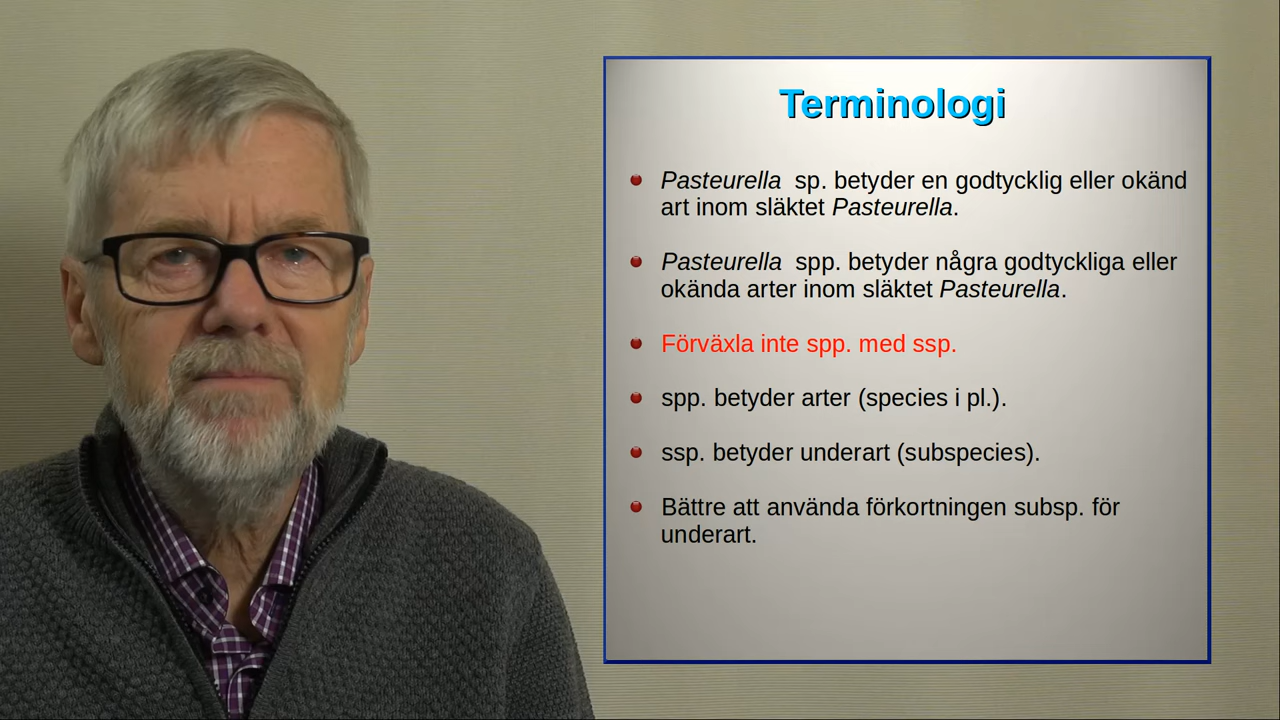 Terminologi
Pasteurella sp. betyder en godtycklig eller okänd
art inom släktet Pasteurella.
Pasteurella spp. betyder några godtyckliga eller
okända arter inom släktet Pasteurella.
Förväxla inte spp. med ssp.
spp. betyder arter (species i pl.).
ssp. betyder underart (subspecies).
Bättre att använda förkortningen subsp. för
underart.